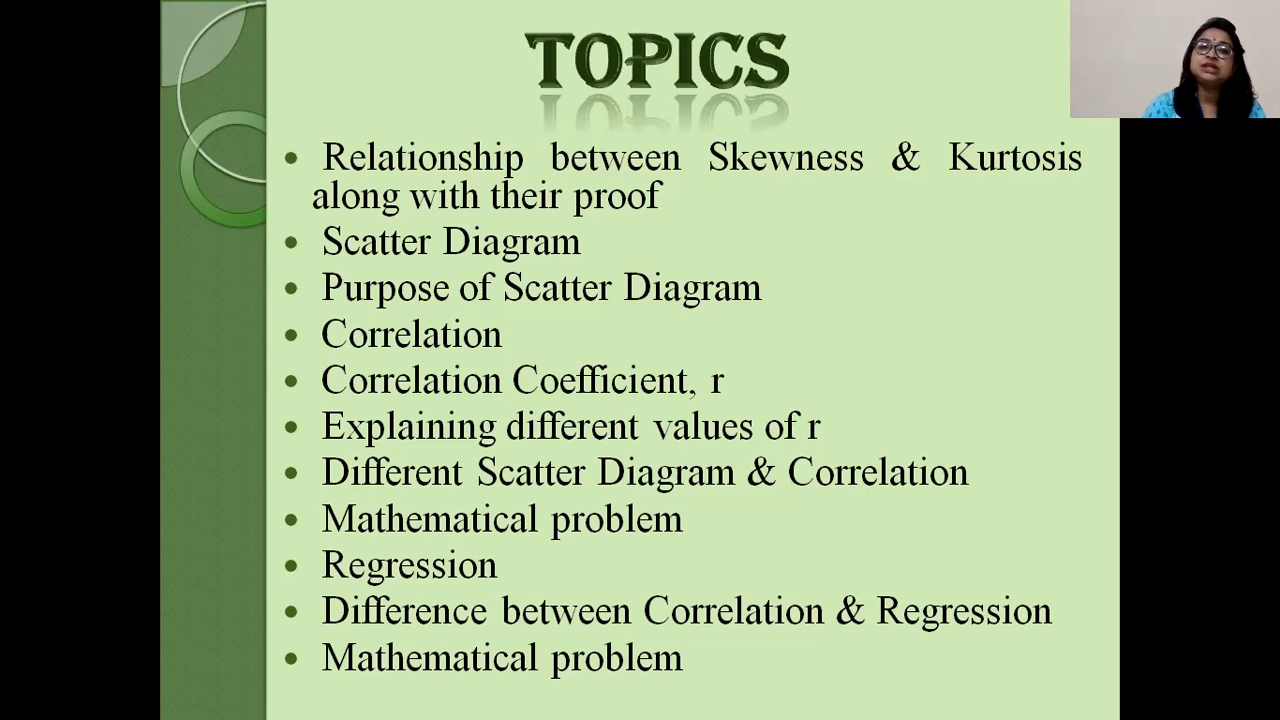 TOPICS
• Relationship between Skewness & Kurtosis
along with their proof
• Scatter Diagram
• Purpose of Scatter Diagram
• Correlation
• Correlation Coefficient, r
• Explaining different values of r
• Different Scatter Diagram & Correlation
• Mathematical problem
• Regression
• Difference between Correlation & Regression
• Mathematical problem